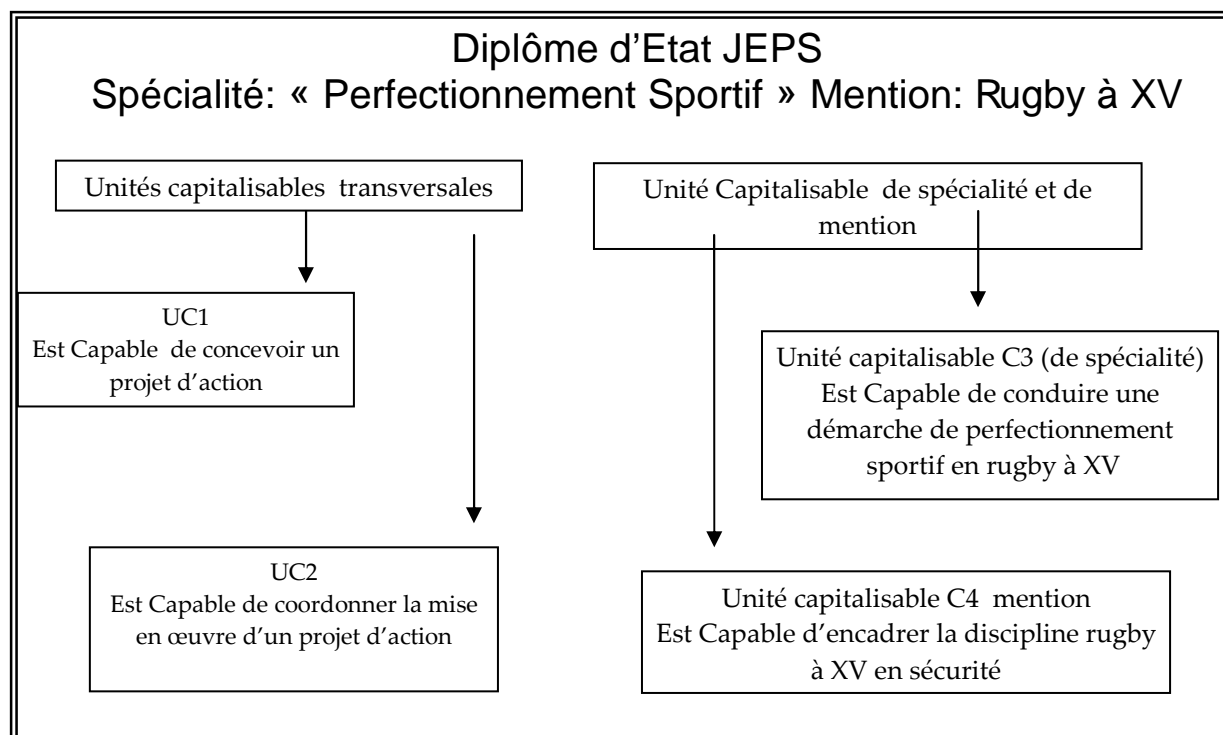 Diplôme d’Etat JEPS
Spécialité: « Perfectionnement Sportif » Mention: Rugby à XV
Unités capitalisables transversales
Unité Capitalisable de spécialité et de
mention
UC1
Est Capable de concevoir un
projet d’action
Unité capitalisable C3 (de spécialité)
Est Capable de conduire une
démarche de perfectionnement
sportif en rugby à XV
UC2
Est Capable de coordonner la mise
en œuvre d’un projet d’action
Unité capitalisable C4 mention
Est Capable d’encadrer la discipline rugby
à XV en sécurité